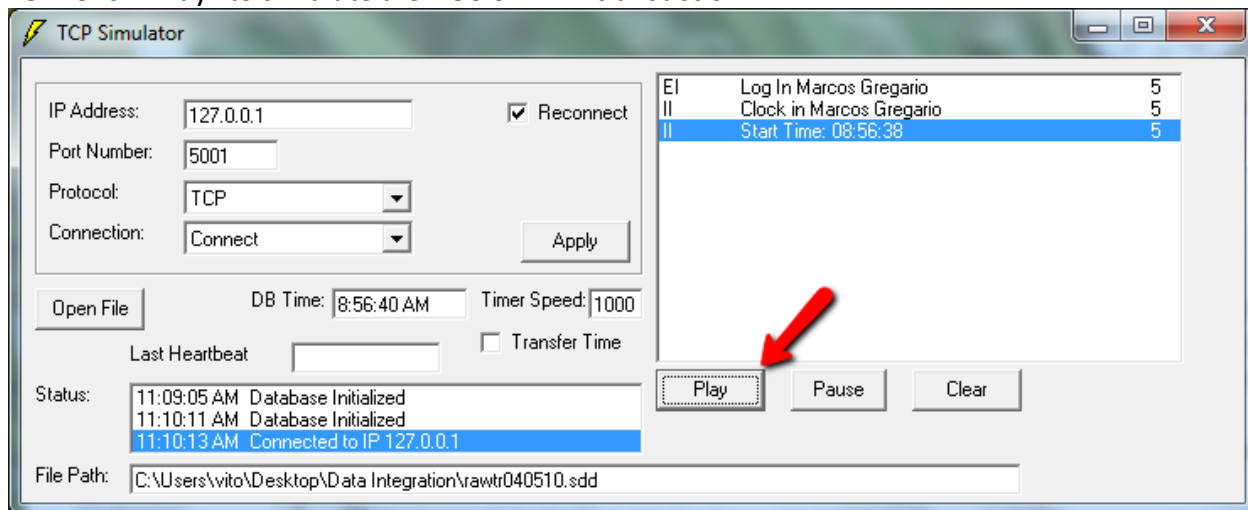 TCP Simulator
IP Address: 127.0.0.1 Reconnect
Port Number: 5001
Protocol: TCP
Connection: Connect Apply
Open File DB Time: 8:56:40 AM Timer Speed: 1000
Transfer Time
Last Heartbeat
Status: 11:09:05 AM Database Initialized
11:10:11 AM Database Initialized
11:10:13 AM Connected to IP 127.0.0.1
File Path: C:\Users\vito\Desktop\Data Integration\rawtr040510.sdd
EI Log In Marcos Gregario 5
II Clock in Marcos Gregario 5
II Start Time: 08:56:38 5
Play Pause Clear